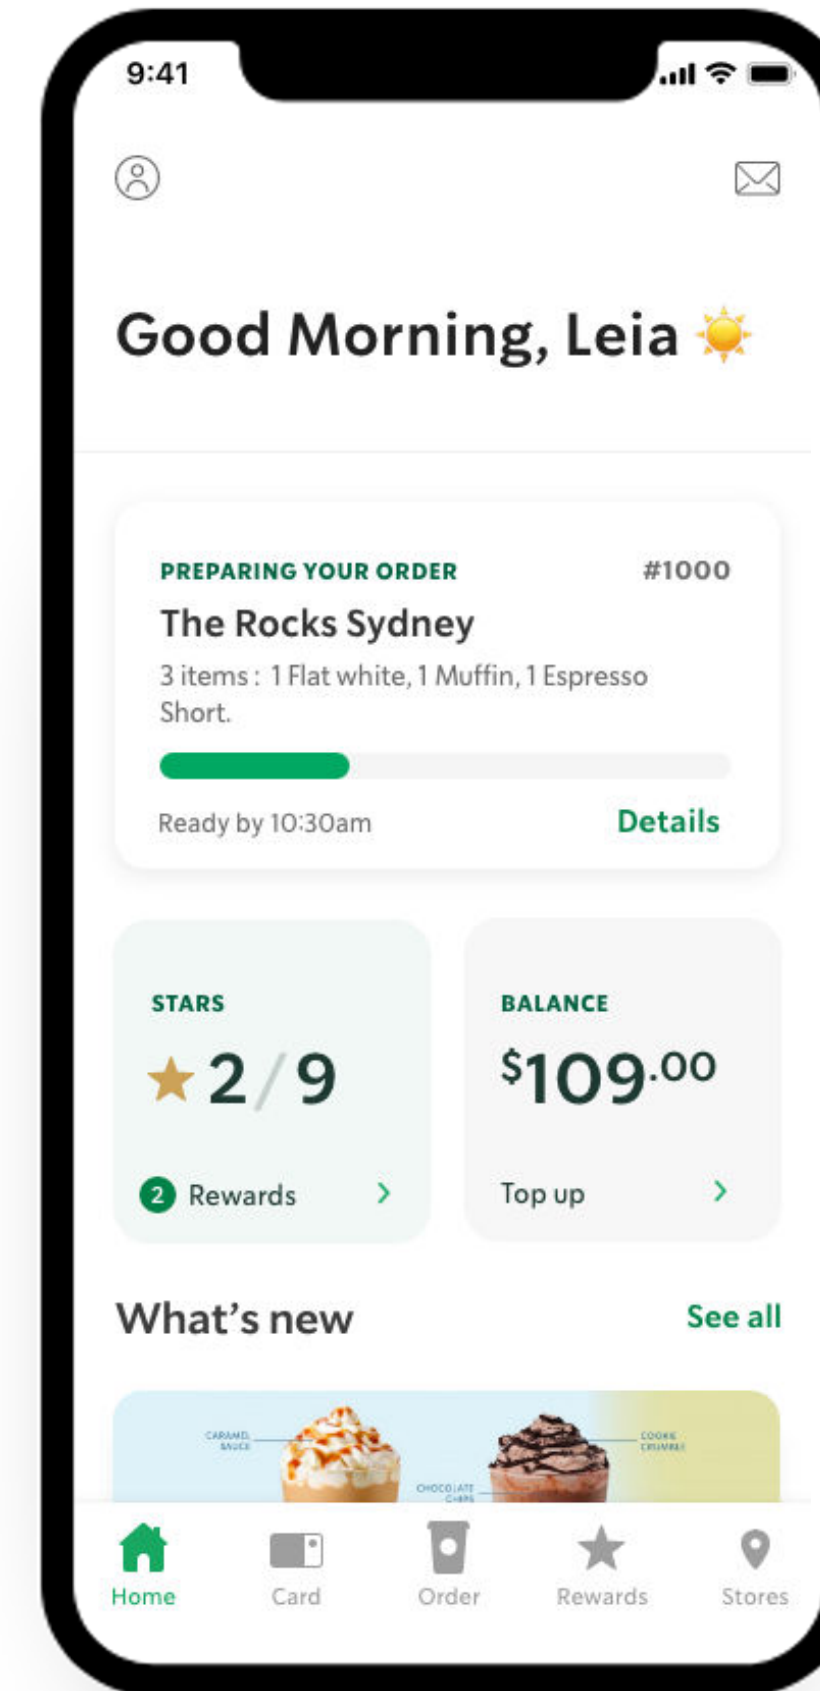 9:41
Good Morning, Leia
PREPARING YOUR ORDER
#1000
The Rocks Sydney
3 items : 1 Flat white, 1 Muffin, 1 Espresso
Short.
Ready by 10:30am
Details
STARS
2/9
2 Rewards
BALANCE
$109.00
Top up
What's new
See all
CARAMEL
SAUCE
COOKIE
CRUMBLE
CHOCOLATE
CHIPS
Home
Card
Order
Rewards
Stores